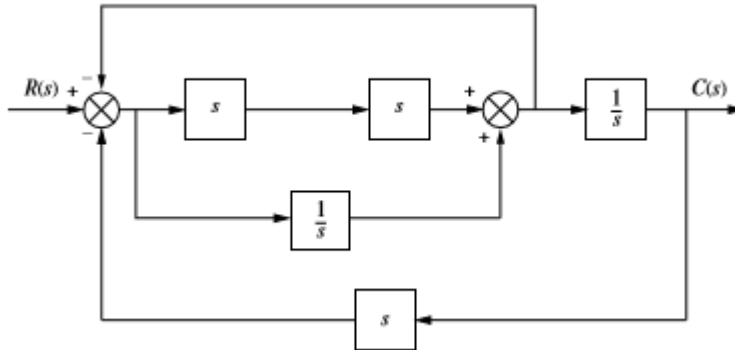 −
R(s) + s s + 1/s C(s)
− +
1/s
s